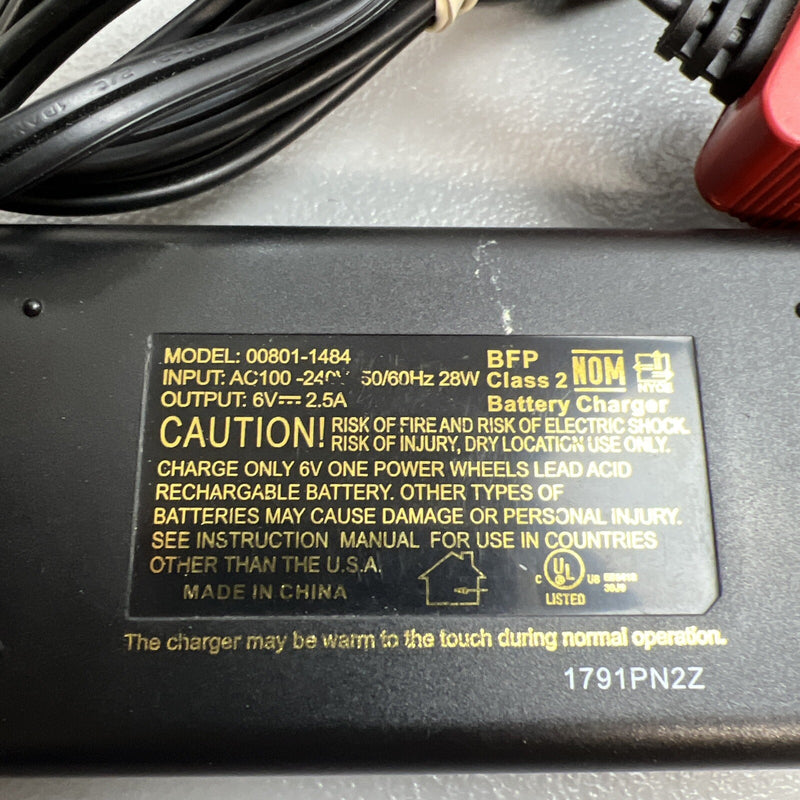 MODEL: 00801-1484
INPUT: AC100 -240V 50/60Hz 28W
OUTPUT: 6V⎓ 2.5A
BFP
Class 2
Battery Charger
NOM
NYCE
CAUTION! RISK OF FIRE AND RISK OF ELECTRIC SHOCK.
RISK OF INJURY, DRY LOCATION USE ONLY.
CHARGE ONLY 6V ONE POWER WHEELS LEAD ACID
RECHARGABLE BATTERY. OTHER TYPES OF
BATTERIES MAY CAUSE DAMAGE OR PERSONAL INJURY.
SEE INSTRUCTION MANUAL FOR USE IN COUNTRIES
OTHER THAN THE U.S.A.
MADE IN CHINA
C UL US
LISTED
The charger may be warm to the touch during normal operation.
1791PN2Z